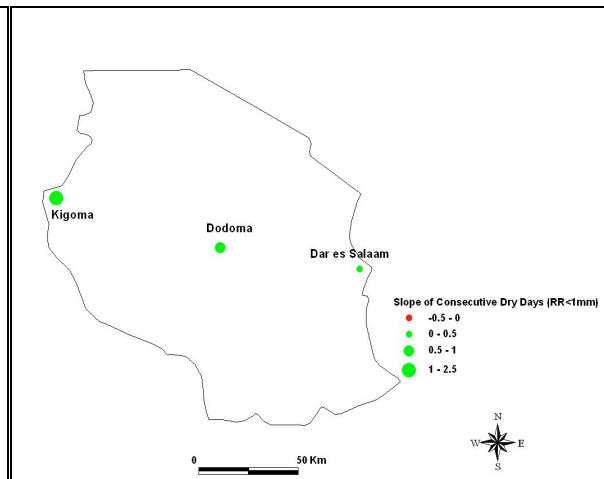 Kigoma
Dodoma
Dar es Salaam
Slope of Consecutive Dry Days (RR<1mm)
-0.5 - 0
0 - 0.5
0.5 - 1
1 - 2.5
N
W E
S
0 50 Km